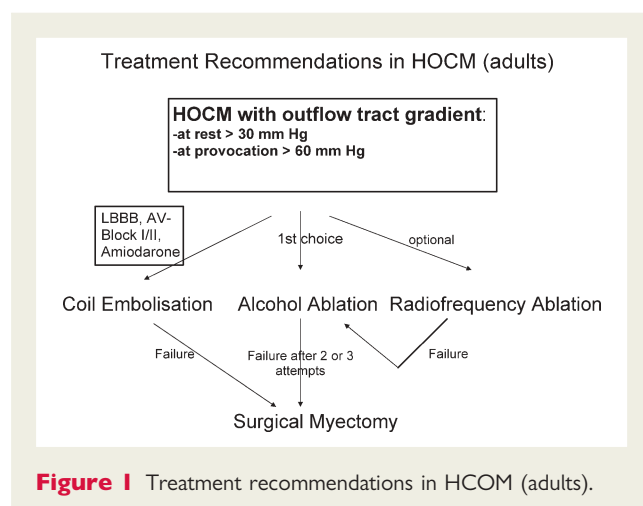 Treatment Recommendations in HOCM (adults)
HOCM with outflow tract gradient:
-at rest > 30 mm Hg
-at provocation > 60 mm Hg
LBBB, AV-
Block I/II,
Amiodarone
1st choice
optional
Coil Embolisation
Alcohol Ablation
Radiofrequency Ablation
Failure
Failure after 2 or 3
attempts
Failure
Surgical Myectomy
Figure 1 Treatment recommendations in HCOM (adults).